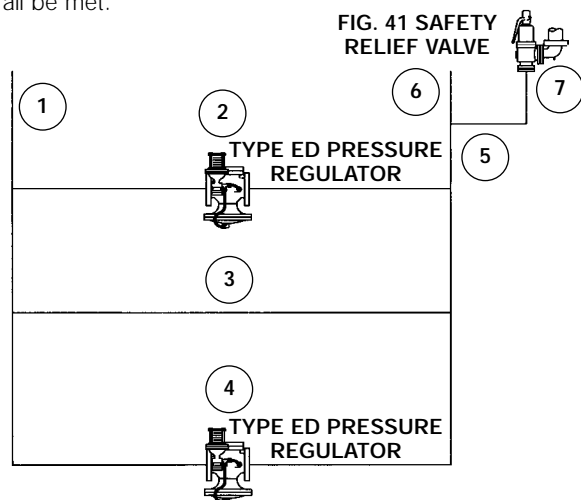 all be met.
FIG. 41 SAFETY
RELIEF VALVE
1
2
6
7
TYPE ED PRESSURE
REGULATOR
5
3
4
TYPE ED PRESSURE
REGULATOR